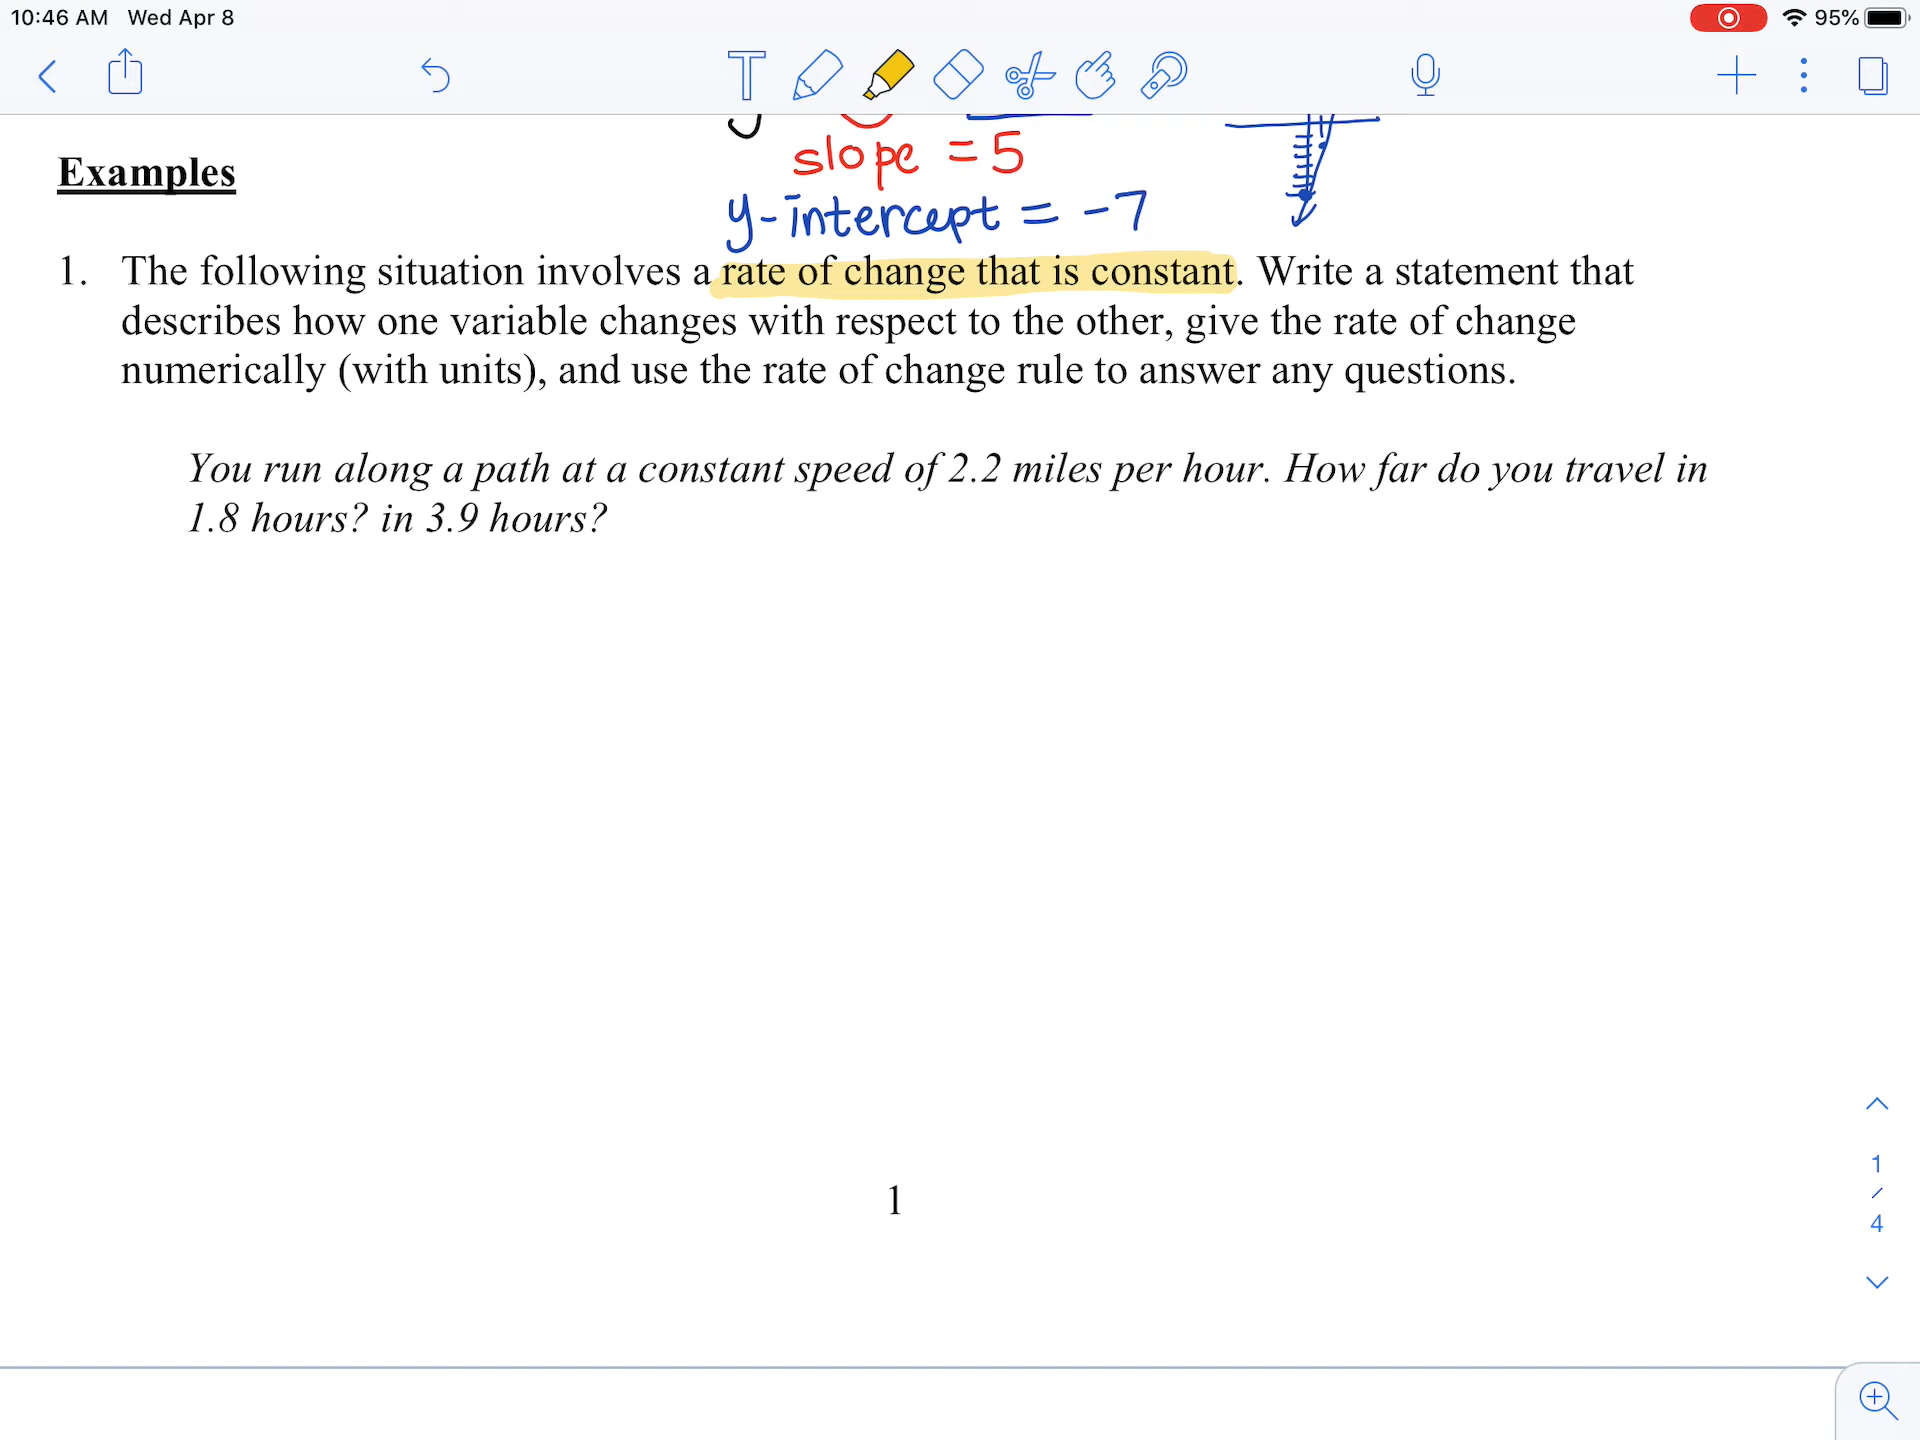 10:46 AM Wed Apr 8
95%
T
slope = 5
Examples
y-intercept = -7
1. The following situation involves a rate of change that is constant. Write a statement that
describes how one variable changes with respect to the other, give the rate of change
numerically (with units), and use the rate of change rule to answer any questions.
You run along a path at a constant speed of 2.2 miles per hour. How far do you travel in
1.8 hours? in 3.9 hours?
1
/
4
1